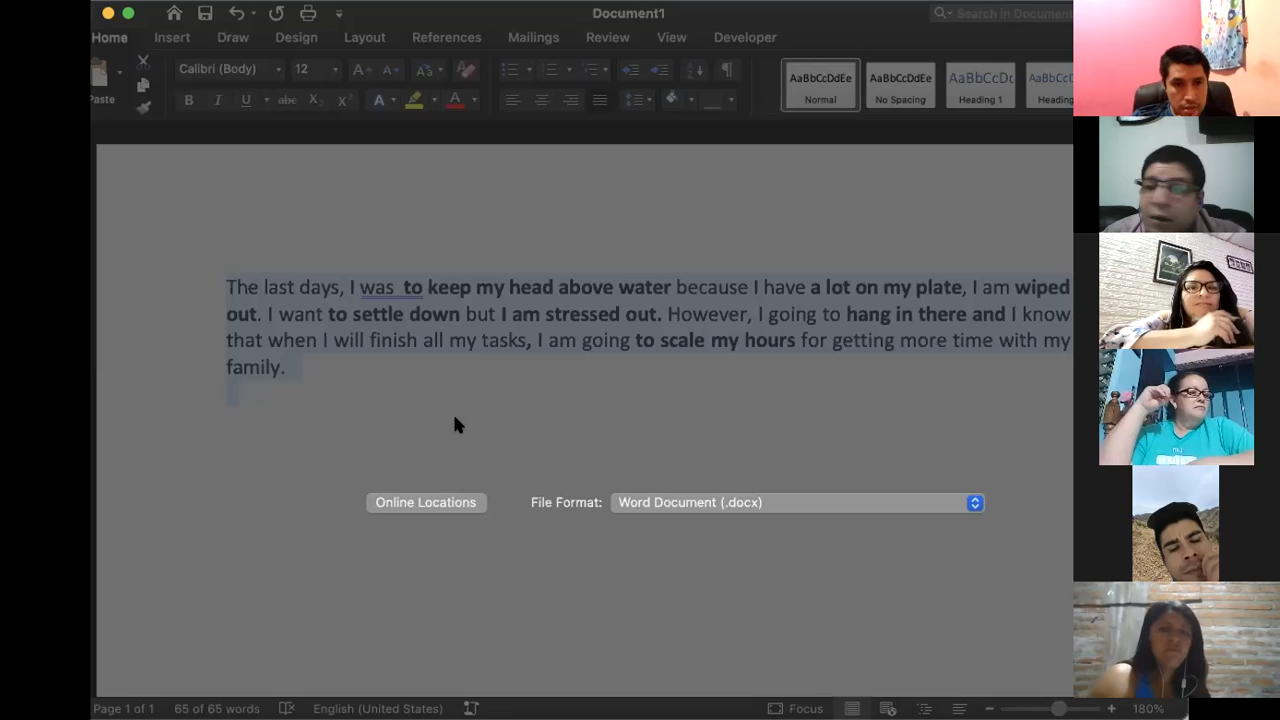 Document1
Search in Document
Home Insert Draw Design Layout References Mailings Review View Developer
Paste
Calibri (Body) 12
AaBbCcDdEe AaBbCcDdEe AaBbCcDc
Normal No Spacing Heading 1 Heading
The last days, I was to keep my head above water because I have a lot on my plate, I am wiped
out. I want to settle down but I am stressed out. However, I going to hang in there and I know
that when I will finish all my tasks, I am going to scale my hours for getting more time with my
family.
Online Locations File Format: Word Document (.docx)
Page 1 of 1 65 of 65 words English (United States) Focus 180%